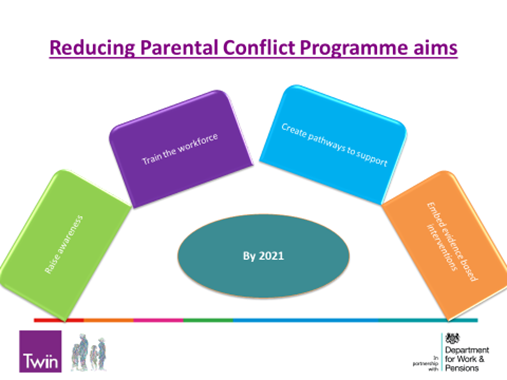 Reducing Parental Conflict Programme aims
Raise awareness
Train the workforce
Create pathways to support
Embed evidence based
interventions
By 2021
Twin
in
partnership
with
Department
for Work &
Pensions